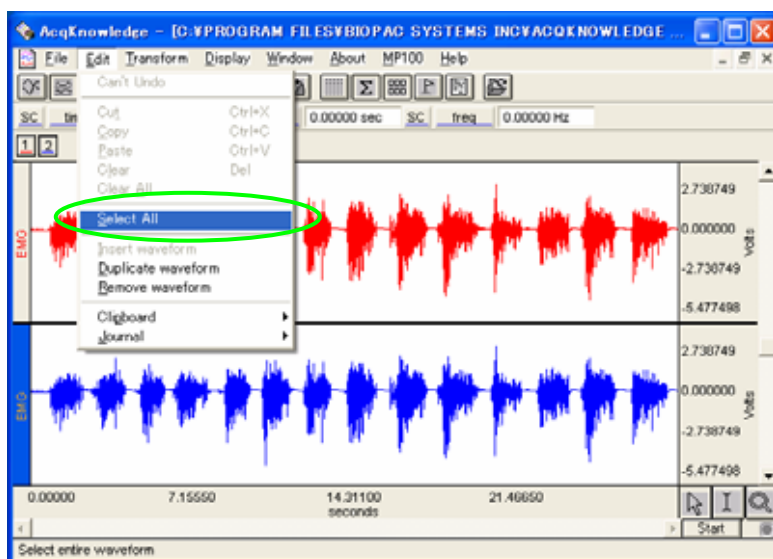 AcqKnowledge - [C:¥PROGRAM FILES¥BIOPAC SYSTEMS INC¥ACQKNOWLEDGE ...
File Edit Transform Display Window About MP100 Help
Can't Undo
Cut Ctrl+X
Copy Ctrl+C
Paste Ctrl+V
Clear Del
Clear All
Select All
Insert waveform
Duplicate waveform
Remove waveform
Clipboard
Journal
SC 0.00000 sec SC freq 0.00000 Hz
1 2
EMG
2.738749
0.000000
-2.738749
-5.477498
Volts
EMG
2.738749
0.000000
-2.738749
-5.477498
Volts
0.00000 7.15550 14.31100 21.46650
seconds
Start
Select entire waveform